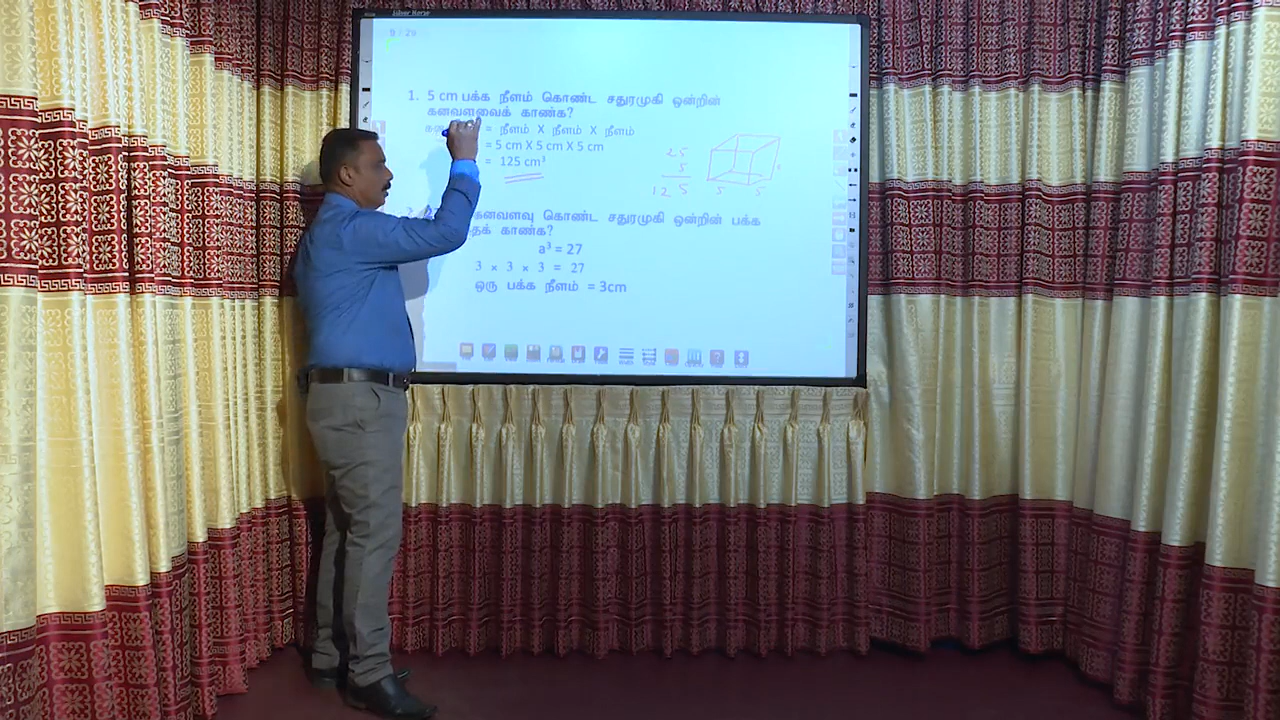 Silver Horse
9 / 29
1. 5 cm பக்க நீளம் கொண்ட சதுரமுகி ஒன்றின்
கனவளவைக் காண்க?
= நீளம் X நீளம் X நீளம்
= 5 cm X 5 cm X 5 cm
= 125 cm³
25
5
125
5 5
கனவளவு கொண்ட சதுரமுகி ஒன்றின் பக்க
காண்க?
a³ = 27
3 × 3 × 3 = 27
ஒரு பக்க நீளம் = 3cm